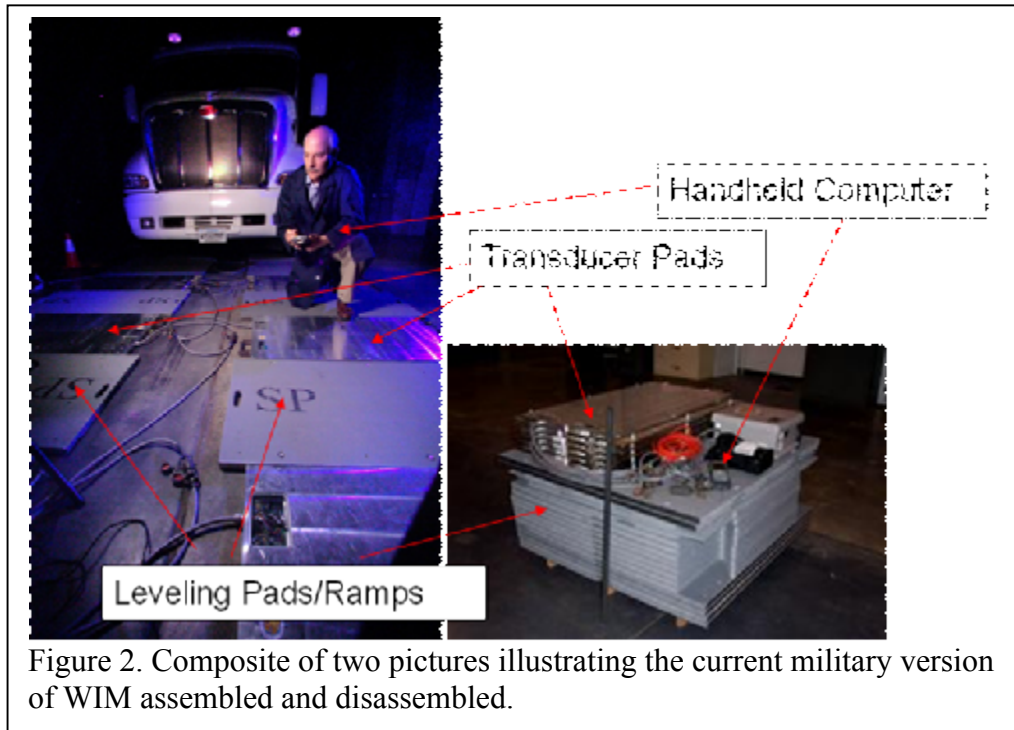 Handheld Computer
Transducer Pads
SP
SP
Leveling Pads/Ramps
Figure 2. Composite of two pictures illustrating the current military version
of WIM assembled and disassembled.